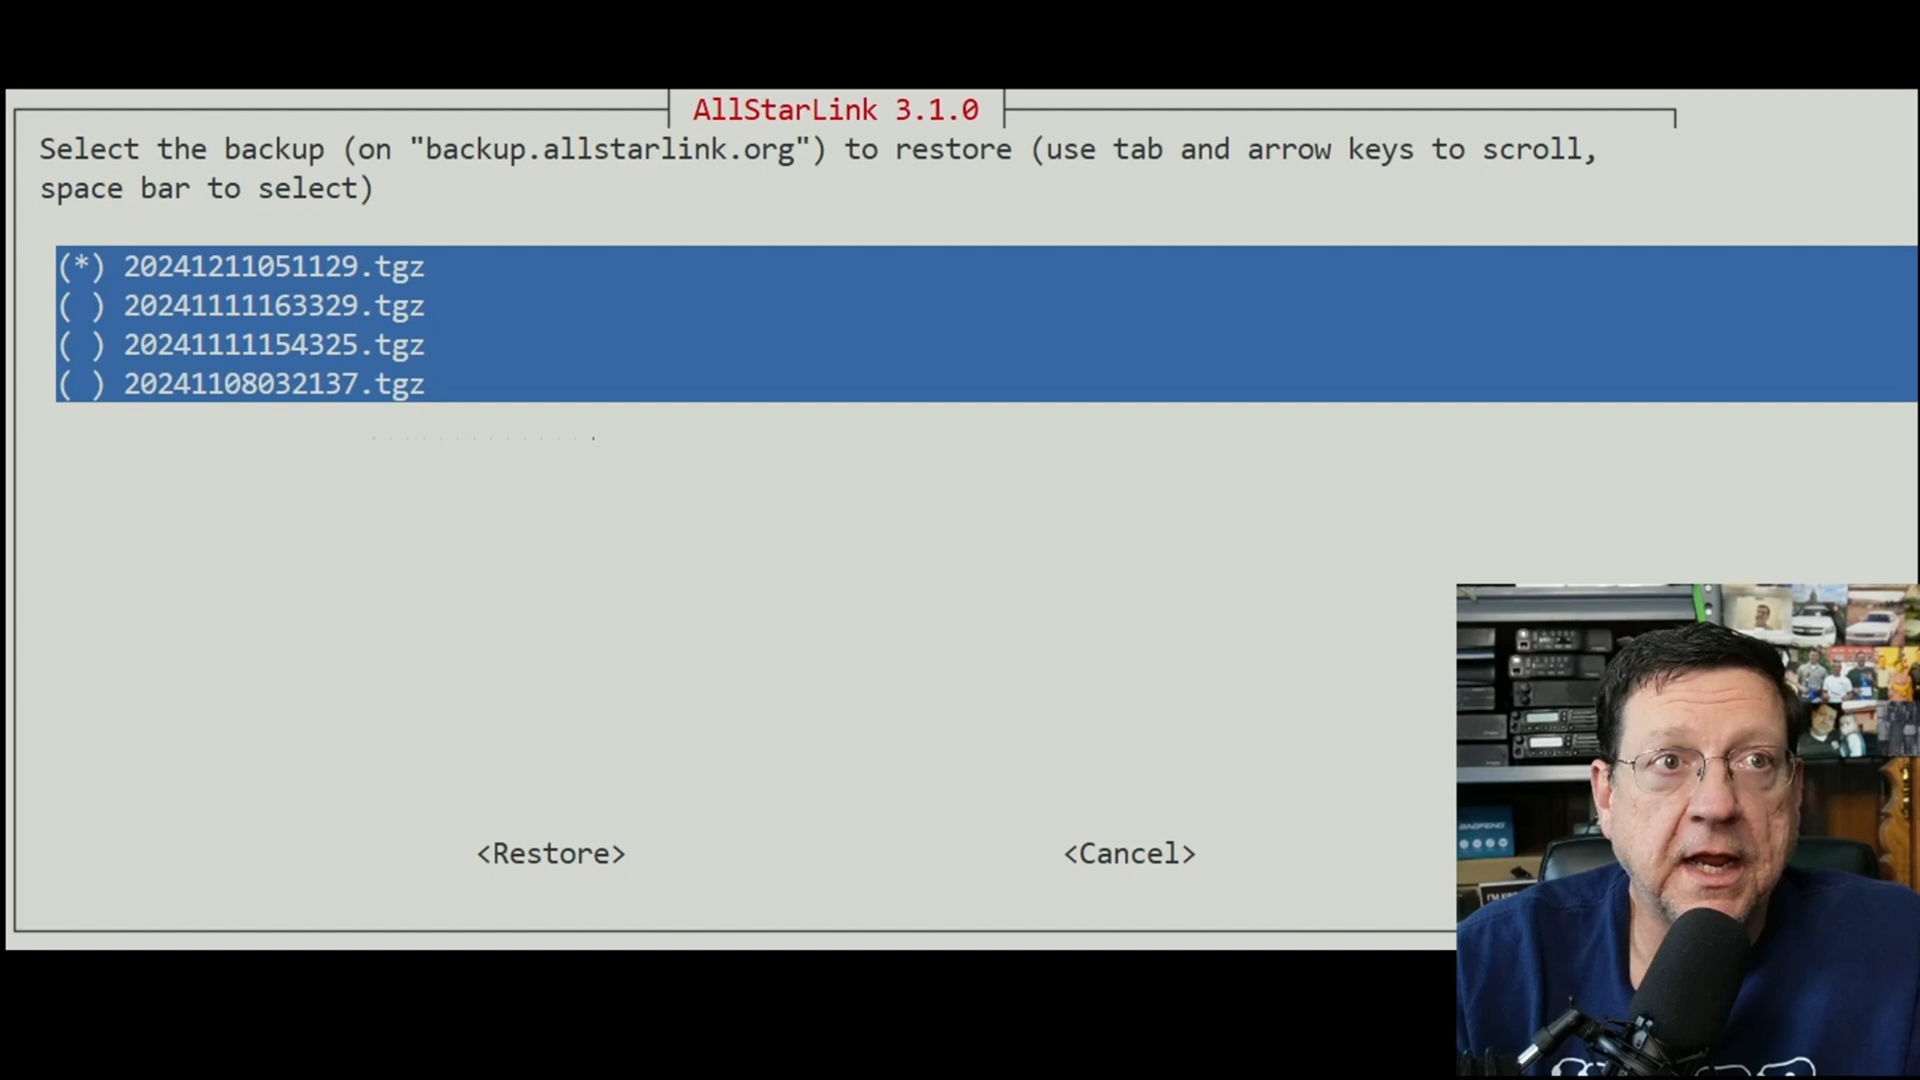 AllStarLink 3.1.0
Select the backup (on "backup.allstarlink.org") to restore (use tab and arrow keys to scroll,
space bar to select)
(*) 20241211051129.tgz
( ) 20241111163329.tgz
( ) 20241111154325.tgz
( ) 20241108032137.tgz
<Restore>
<Cancel>
BAOFENG